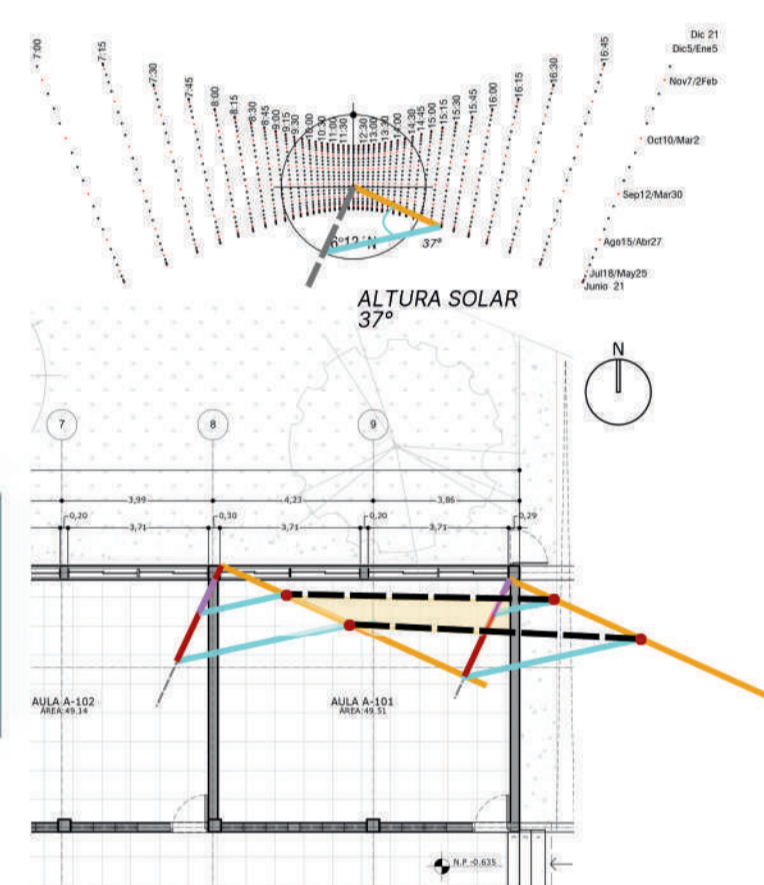 Dic 21
Dic5/Ene5
Nov7/2Feb
Oct10/Mar2
Sep12/Mar30
Ago15/Abr27
Jul18/May25
Junio 21
7:00
7:15
7:30
7:45
8:00
8:15
8:30
8:45
9:00
9:15
9:30
10:00
10:30
11:00
11:30
12:30
13:00
13:30
14:30
14:45
15:00
15:15
15:30
15:45
16:00
16:15
16:30
16:45
37º
ALTURA SOLAR
37º
N
7
8
9
3,99
4,23
3,86
0,20
0,30
0,20
0,29
3,71
3,71
3,71
AULA A-102
AREA:49.14
AULA A-101
AREA:49.51
N.P -0.635